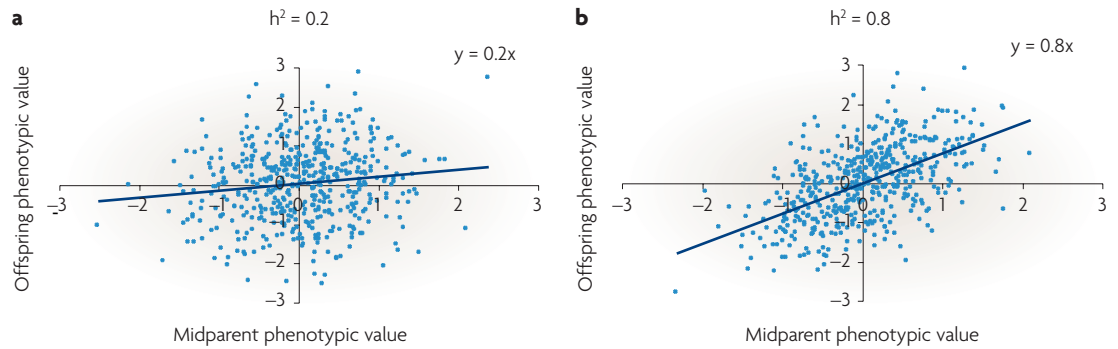 a
h² = 0.2
y = 0.2x
Offspring phenotypic value
3
2
1
0
−1
−2
−3
−3
−2
−1
1
2
3
Midparent phenotypic value
b
h² = 0.8
y = 0.8x
Offspring phenotypic value
3
2
1
0
−1
−2
−3
−3
−2
−1
1
2
3
Midparent phenotypic value